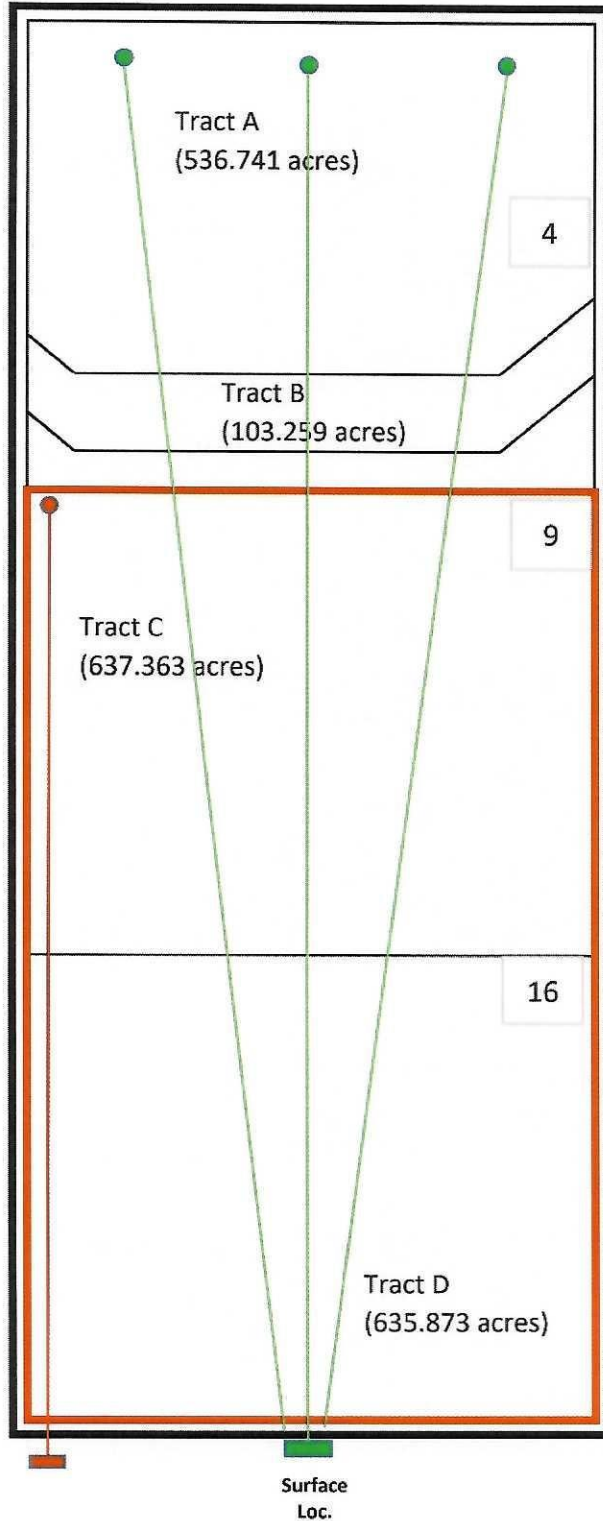 Tract A
(536.741 acres)
4
Tract B
(103.259 acres)
9
Tract C
(637.363 acres)
16
Tract D
(635.873 acres)
Surface
Loc.